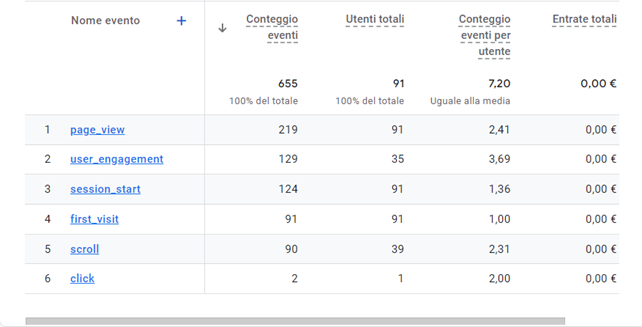 Nome evento + ↓ Conteggio eventi Utenti totali Conteggio eventi per utente Entrate totali
655 91 7,20 0,00 €
100% del totale 100% del totale Uguale alla media
1 page_view 219 91 2,41 0,00 €
2 user_engagement 129 35 3,69 0,00 €
3 session_start 124 91 1,36 0,00 €
4 first_visit 91 91 1,00 0,00 €
5 scroll 90 39 2,31 0,00 €
6 click 2 1 2,00 0,00 €